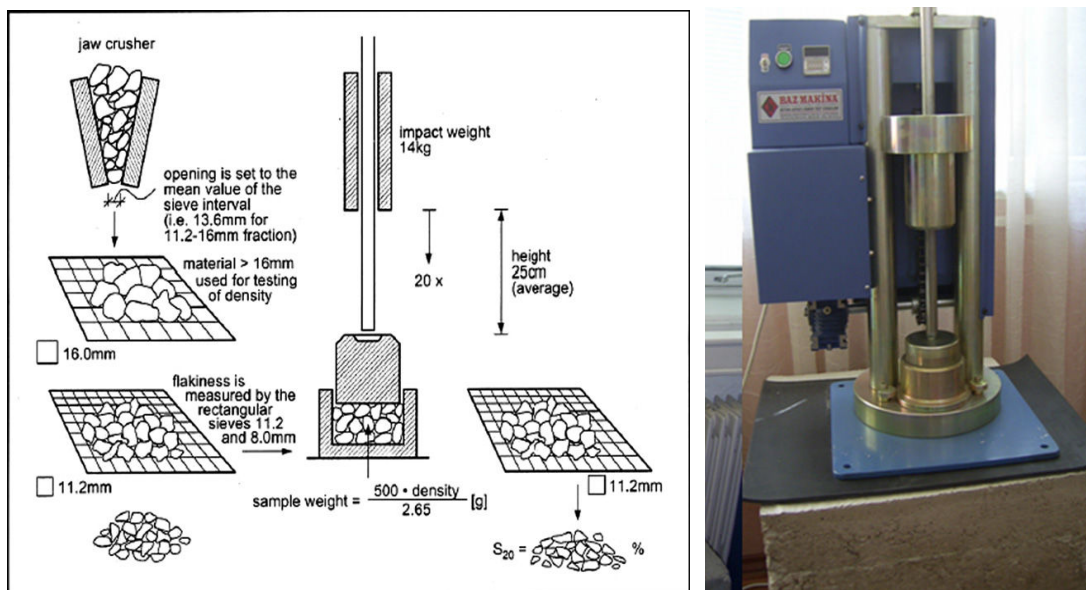 jaw crusher
opening is set to the
mean value of the
sieve interval
(i.e. 13.6mm for
11.2-16mm fraction)
material > 16mm
used for testing
of density
16.0mm
flakiness is
measured by the
rectangular
sieves 11.2
and 8.0mm
11.2mm
impact weight
14kg
20 x
height
25cm
(average)
sample weight = 500 • density
2.65
[g]
11.2mm
S20 = %
BAZ MAKİNA